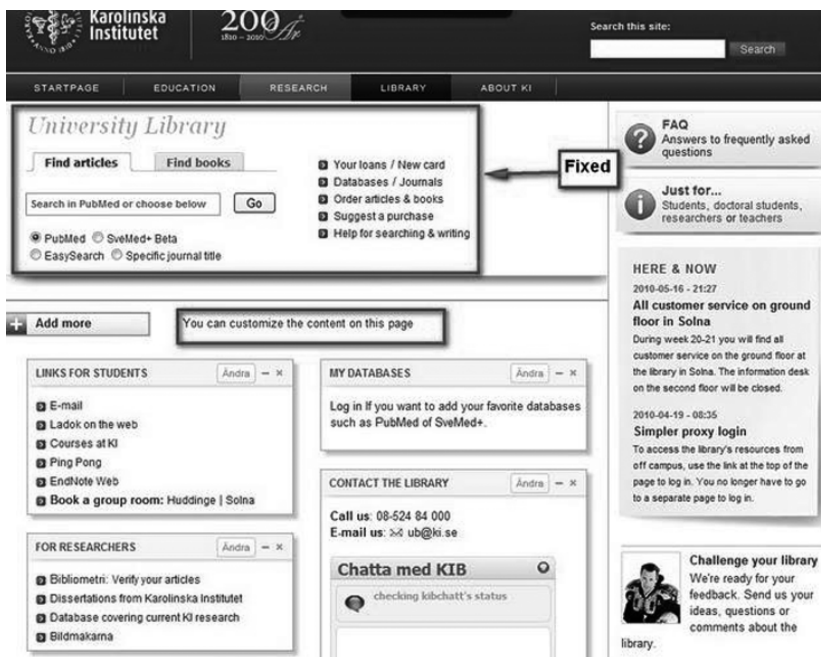 Karolinska
Institutet
200 År
1810 – 2010
Search this site:
Search
STARTPAGE
EDUCATION
RESEARCH
LIBRARY
ABOUT KI
University Library
Find articles
Find books
Search in PubMed or choose below
Go
PubMed
SveMed+ Beta
EasySearch
Specific journal title
Your loans / New card
Databases / Journals
Order articles & books
Suggest a purchase
Help for searching & writing
Fixed
FAQ
Answers to frequently asked
questions
Just for...
Students, doctoral students,
researchers or teachers
HERE & NOW
2010-05-16 - 21:27
All customer service on ground
floor in Solna
During week 20-21 you will find all
customer service on the ground floor at
the library in Solna. The information desk
on the second floor will be closed.
2010-04-19 - 08:35
Simpler proxy login
To access the library's resources from
off campus, use the link at the top of the
page to log in. You no longer have to go
to a separate page to log in.
Challenge your library
We're ready for your
feedback. Send us your
ideas, questions or
comments about the
library.
Add more
You can customize the content on this page
LINKS FOR STUDENTS
Ändra
E-mail
Ladok on the web
Courses at KI
Ping Pong
EndNote Web
Book a group room: Huddinge | Solna
FOR RESEARCHERS
Ändra
Bibliometri: Verify your articles
Dissertations from Karolinska Institutet
Database covering current KI research
Bildmakarna
MY DATABASES
Ändra
Log in If you want to add your favorite databases
such as PubMed of SveMed+.
CONTACT THE LIBRARY
Ändra
Call us: 08-524 84 000
E-mail us: ub@ki.se
Chatta med KIB
checking kibchatt's status